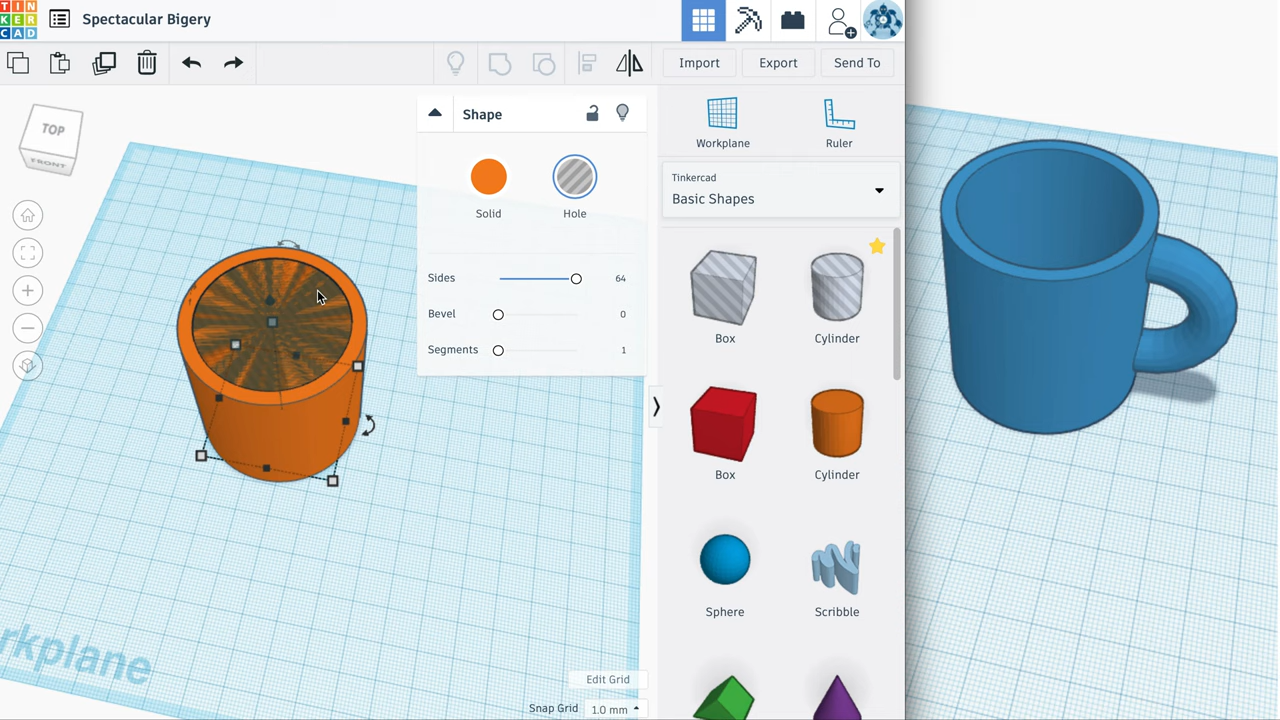 TIN
KER
CAD
Spectacular Bigery
Import
Export
Send To
TOP
FRONT
Shape
Solid
Hole
Sides
64
Bevel
0
Segments
1
Workplane
Ruler
Tinkercad
Basic Shapes
Box
Cylinder
Box
Cylinder
Sphere
Scribble
rkplane
Edit Grid
Snap Grid
1.0 mm